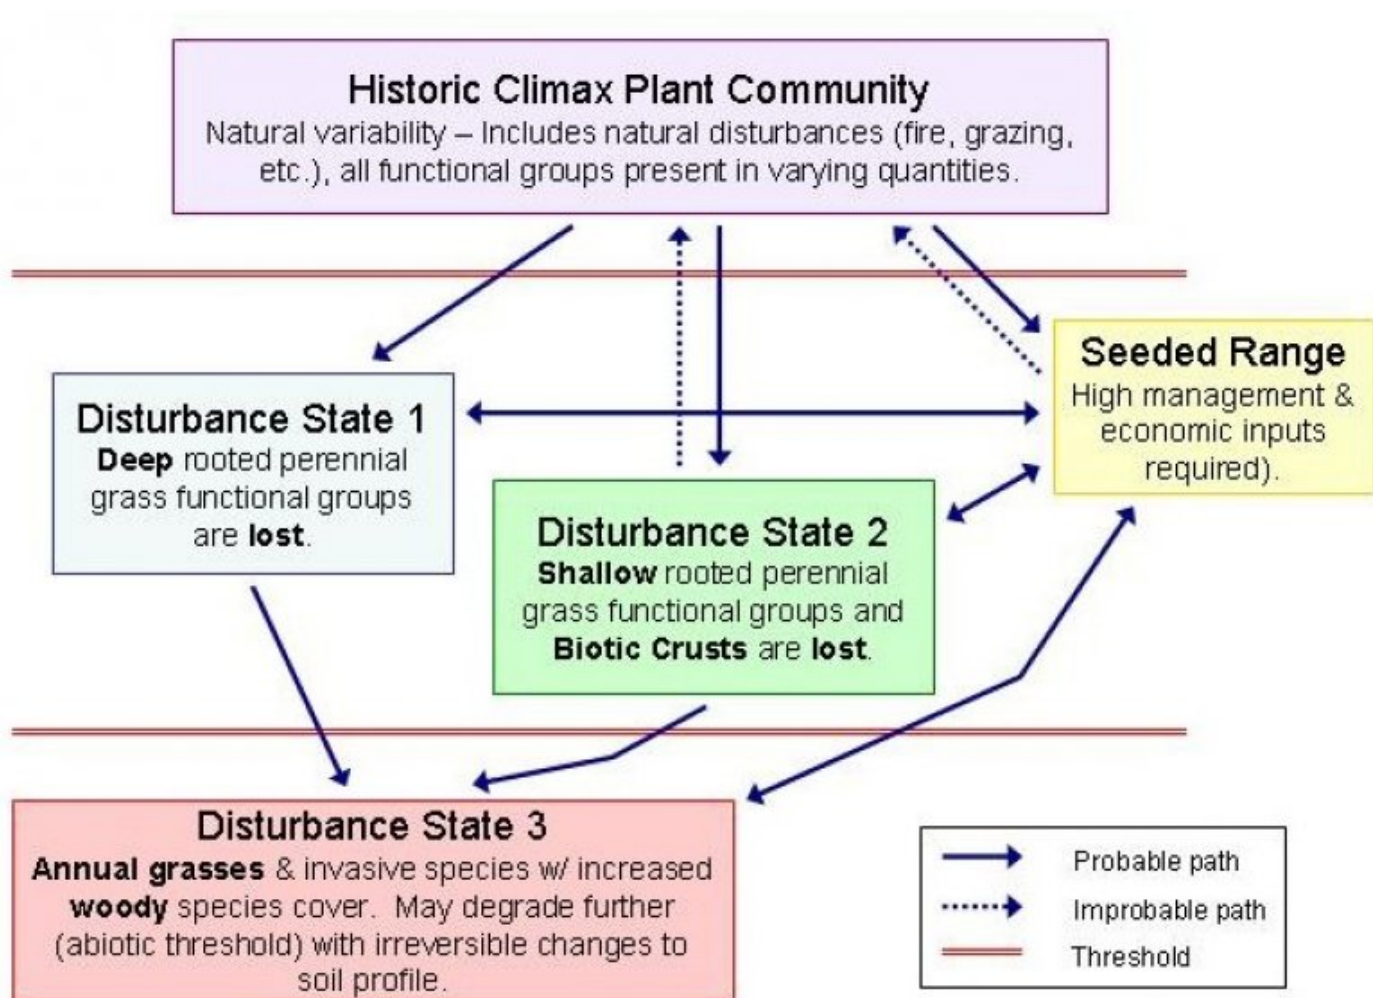 Historic Climax Plant Community
Natural variability – Includes natural disturbances (fire, grazing,
etc.), all functional groups present in varying quantities.
Seeded Range
High management &
economic inputs
required).
Disturbance State 1
Deep rooted perennial
grass functional groups
are lost.
Disturbance State 2
Shallow rooted perennial
grass functional groups and
Biotic Crusts are lost.
Disturbance State 3
Annual grasses & invasive species w/ increased
woody species cover. May degrade further
(abiotic threshold) with irreversible changes to
soil profile.
Probable path
Improbable path
Threshold